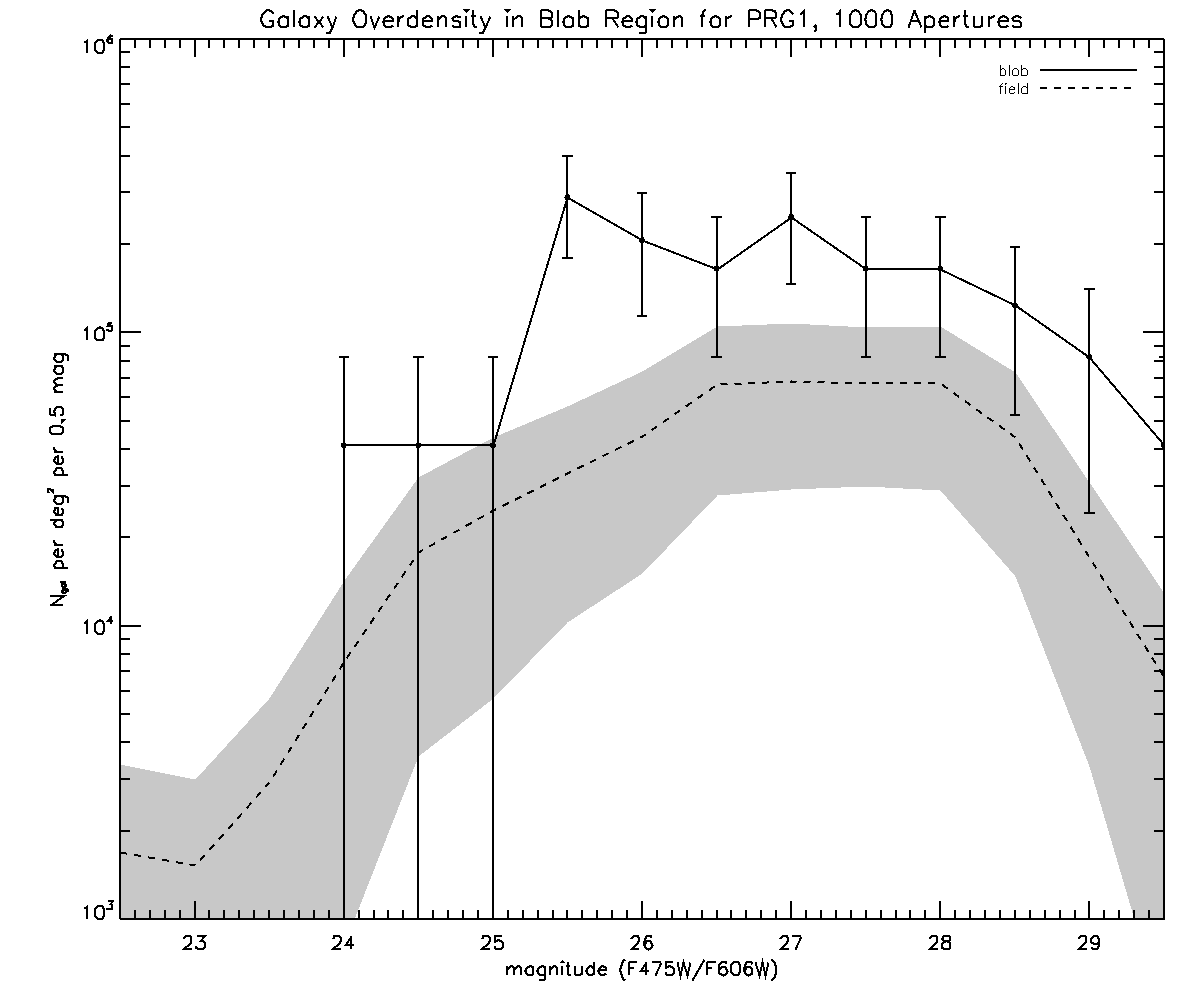 Galaxy Overdensity in Blob Region for PRG1, 1000 Apertures
10⁶
blob
field
10⁵
N_gal per deg² per 0.5 mag
10⁴
10³
23 24 25 26 27 28 29
magnitude (F475W/F606W)